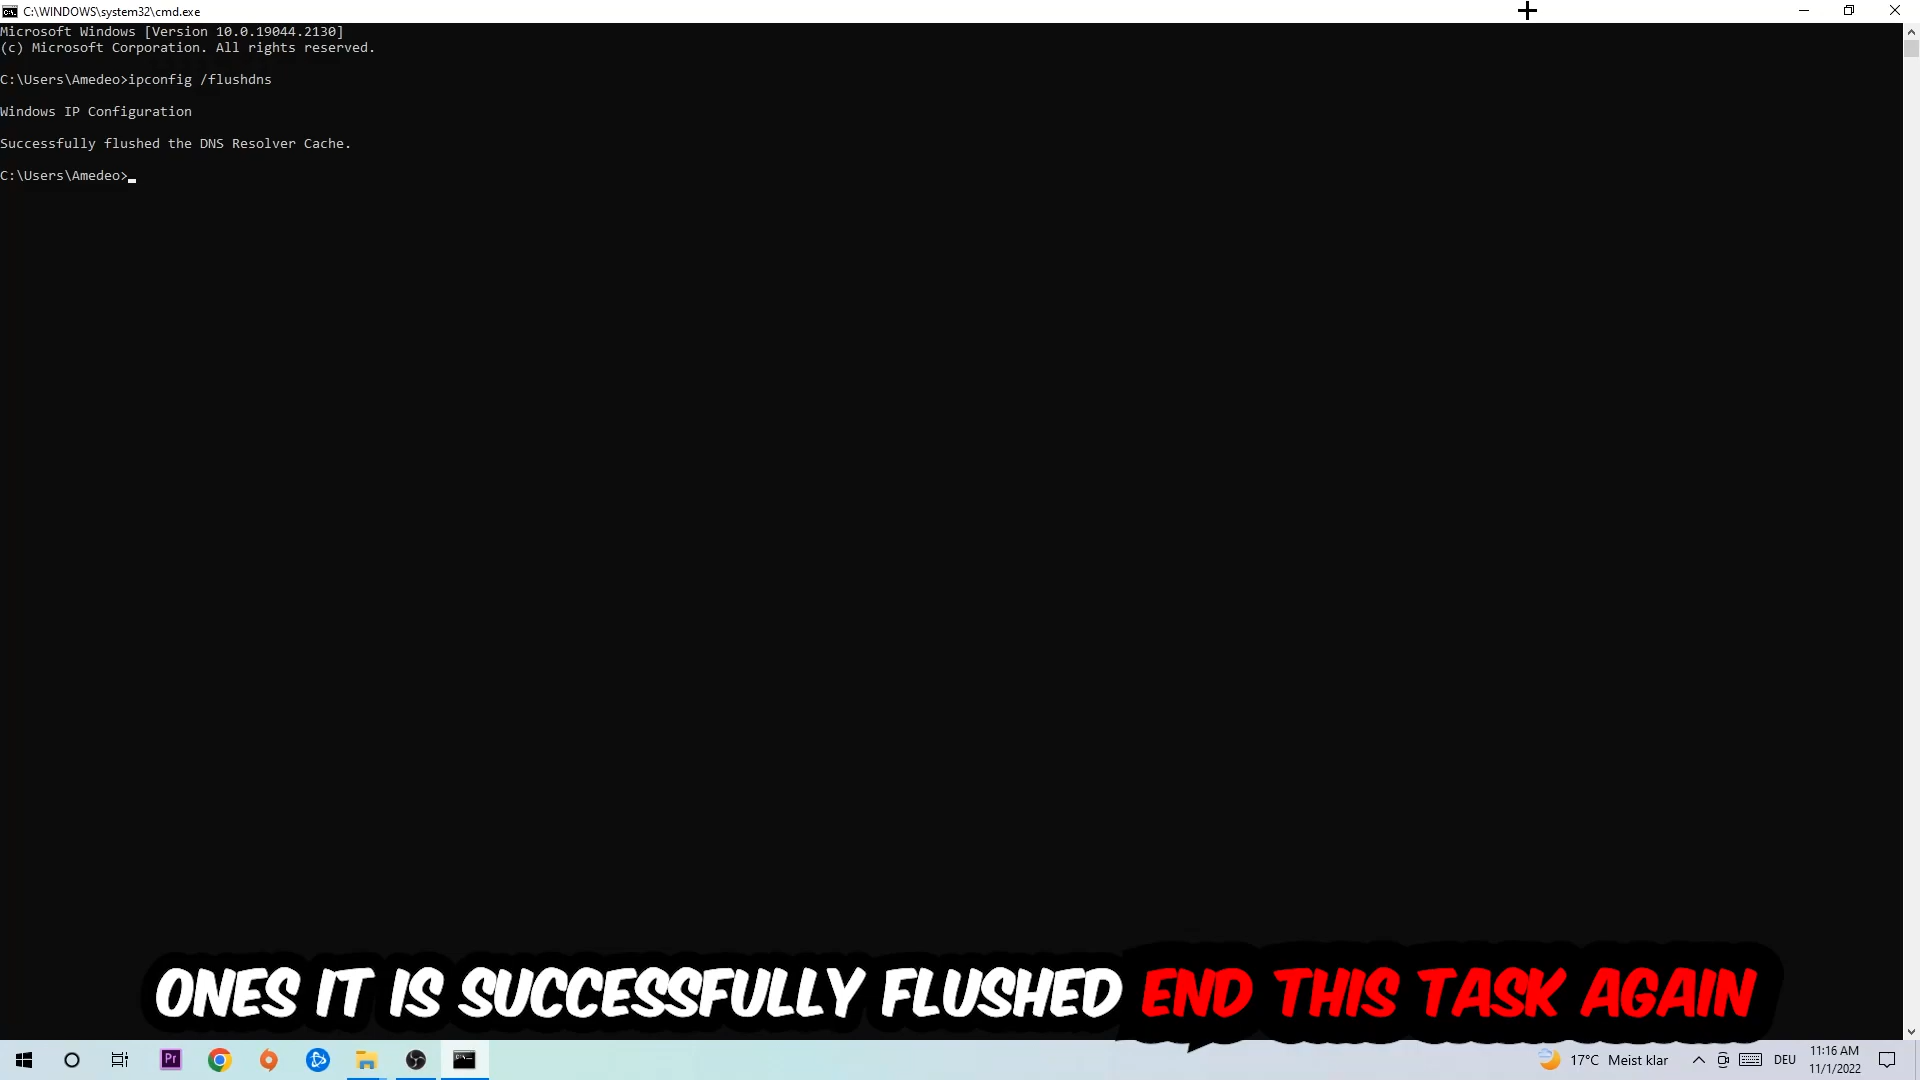 C:\WINDOWS\system32\cmd.exe
Microsoft Windows [Version 10.0.19044.2130]
(c) Microsoft Corporation. All rights reserved.
C:\Users\Amedeo>ipconfig /flushdns
Windows IP Configuration
Successfully flushed the DNS Resolver Cache.
C:\Users\Amedeo>
ONES IT IS SUCCESSFULLY FLUSHED END THIS TASK AGAIN
Pr
17°C Meist klar
DEU
11:16 AM
11/1/2022